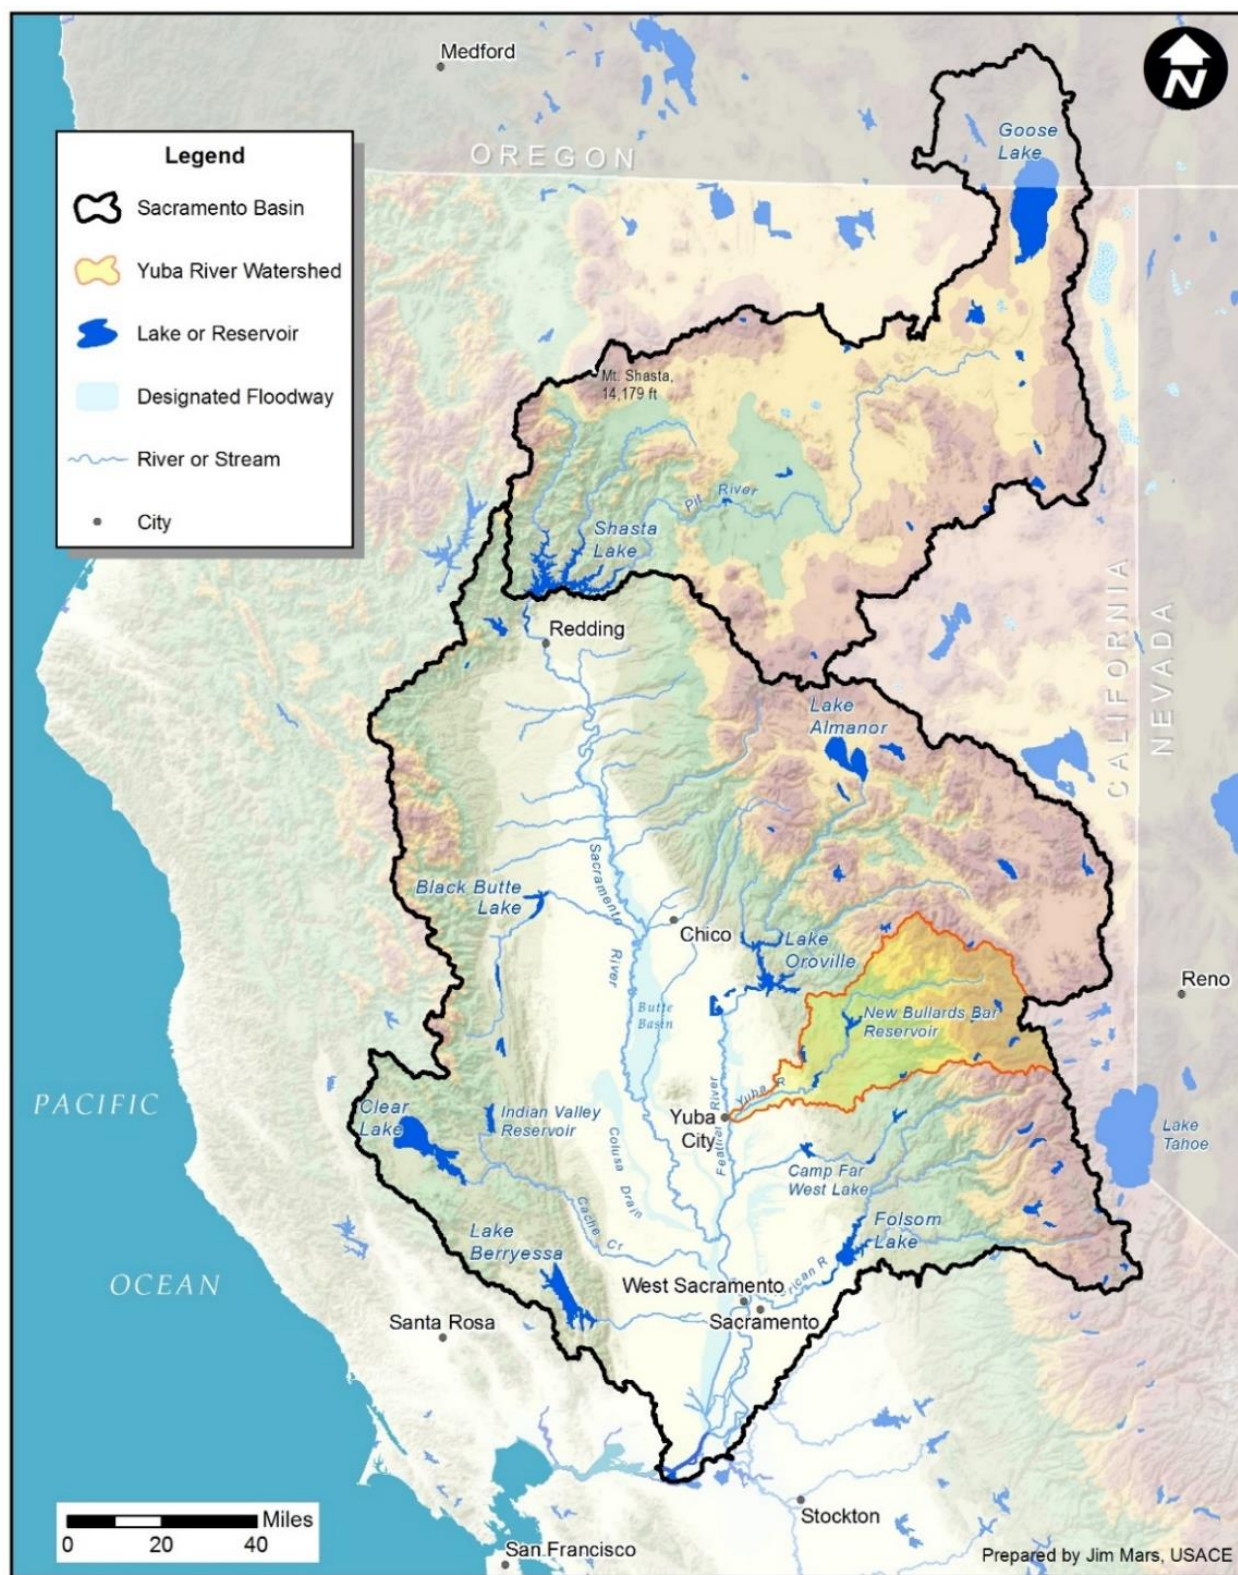 Medford
N
Goose
Lake
OREGON
Legend
Sacramento Basin
Yuba River Watershed
Lake or Reservoir
Designated Floodway
River or Stream
City
Mt. Shasta,
14,179 ft
Pit River
Shasta
Lake
CALIFORNIA
NEVADA
Redding
Lake
Almanor
Sacramento
River
Black Butte
Lake
Chico
Lake
Oroville
Reno
Butte
Basin
New Bullards Bar
Reservoir
PACIFIC
OCEAN
Clear
Lake
Indian Valley
Reservoir
Colusa Drain
Feather River
Yuba R
Yuba
City
Lake
Tahoe
Camp Far
West Lake
Cache Cr
Folsom
Lake
Lake
Berryessa
West Sacramento
rican R
Sacramento
Santa Rosa
Stockton
Miles
0 20 40
San Francisco
Prepared by Jim Mars, USACE